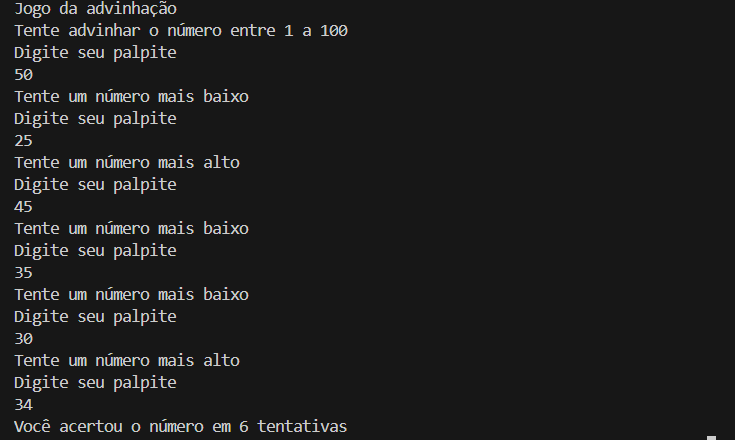 Jogo da advinhação
Tente advinhar o número entre 1 a 100
Digite seu palpite
50
Tente um número mais baixo
Digite seu palpite
25
Tente um número mais alto
Digite seu palpite
45
Tente um número mais baixo
Digite seu palpite
35
Tente um número mais baixo
Digite seu palpite
30
Tente um número mais alto
Digite seu palpite
34
Você acertou o número em 6 tentativas